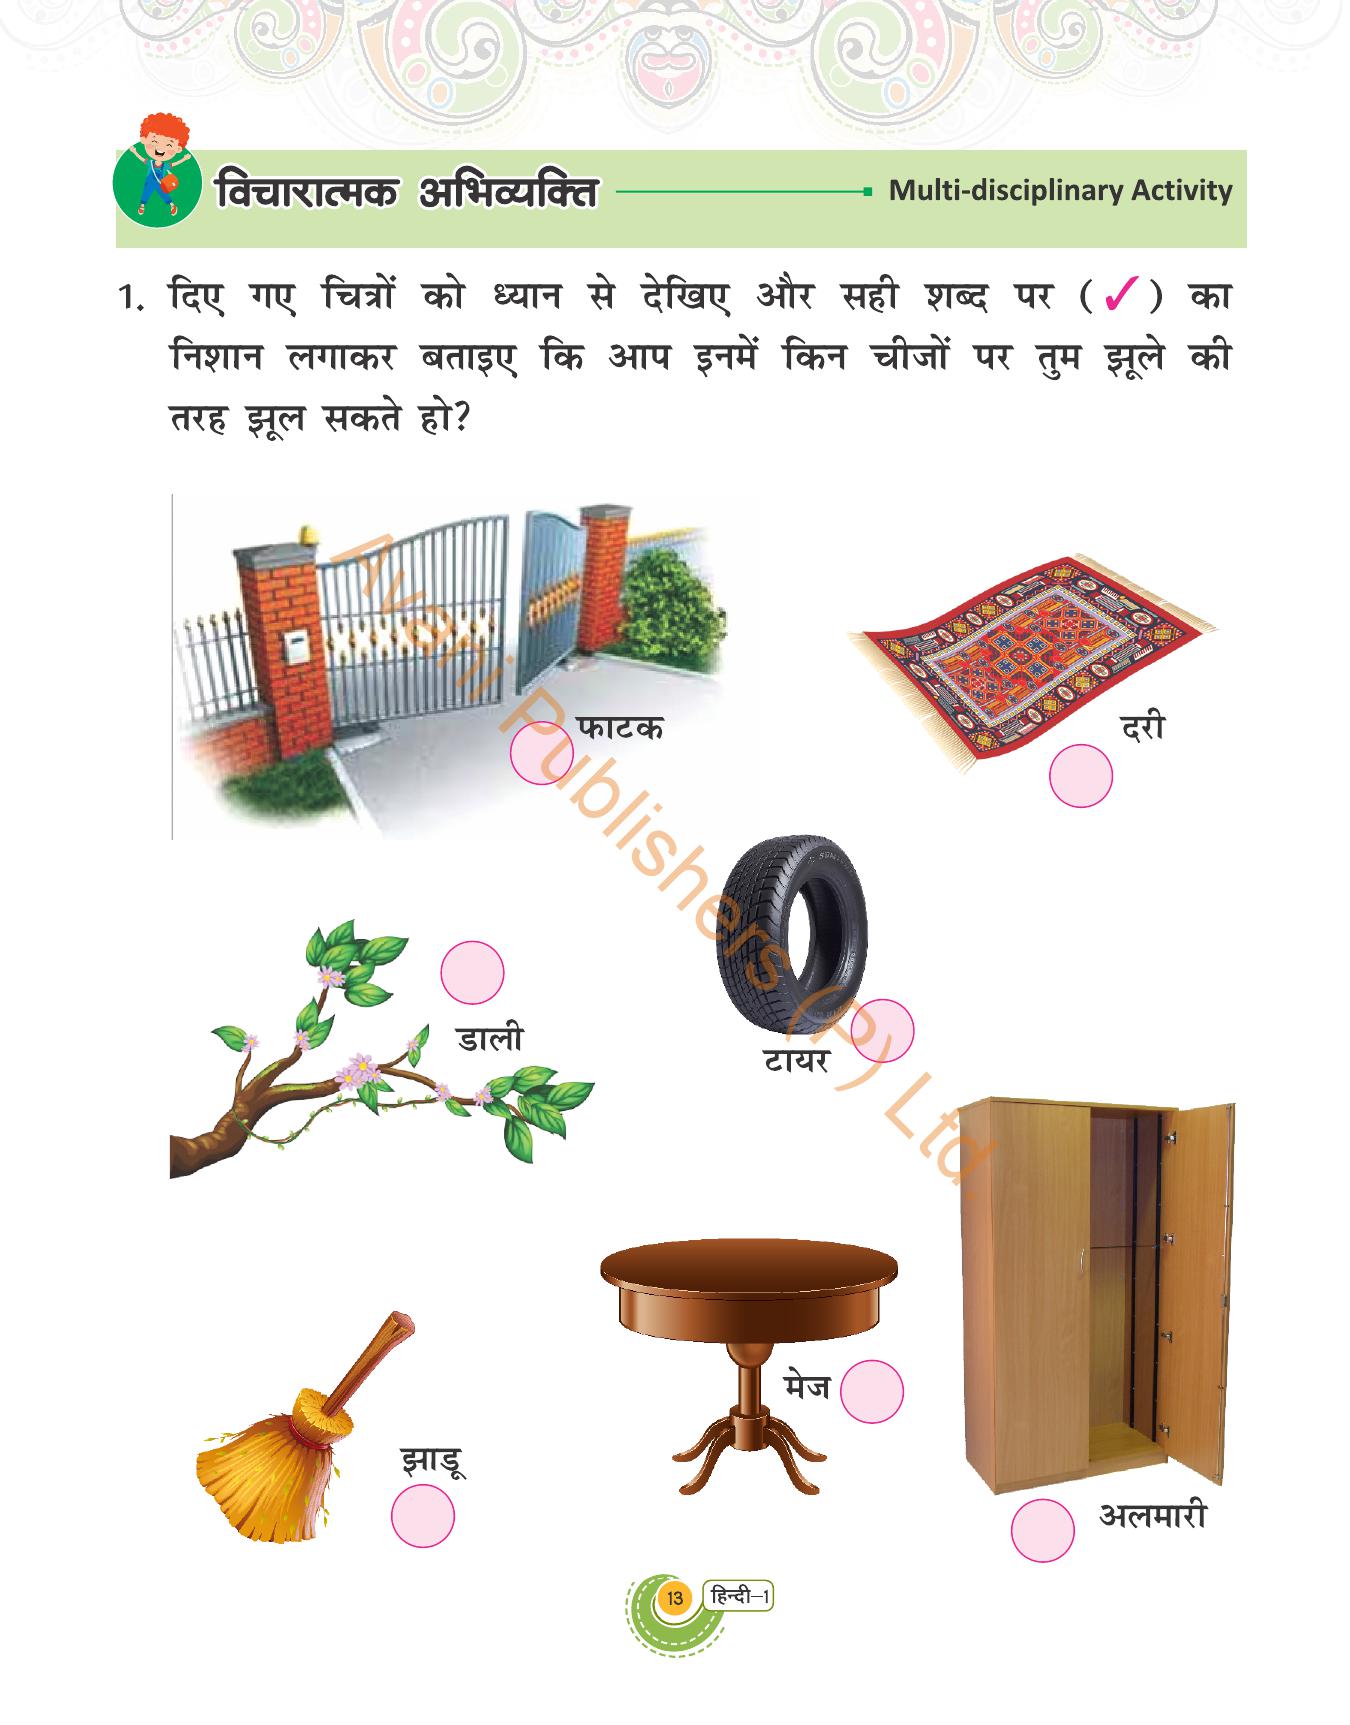 विचारात्मक अभिव्यक्ति
Multi-disciplinary Activity
1. दिए गए चित्रों को ध्यान से देखिए और सही शब्द पर (✓) का
निशान लगाकर बताइए कि आप इनमें किन चीजों पर तुम झूले की
तरह झूल सकते हो?
फाटक
दरी
डाली
टायर
झाड़ू
मेज
अलमारी
Avani Publishers (P) Ltd.
13
हिन्दी–1